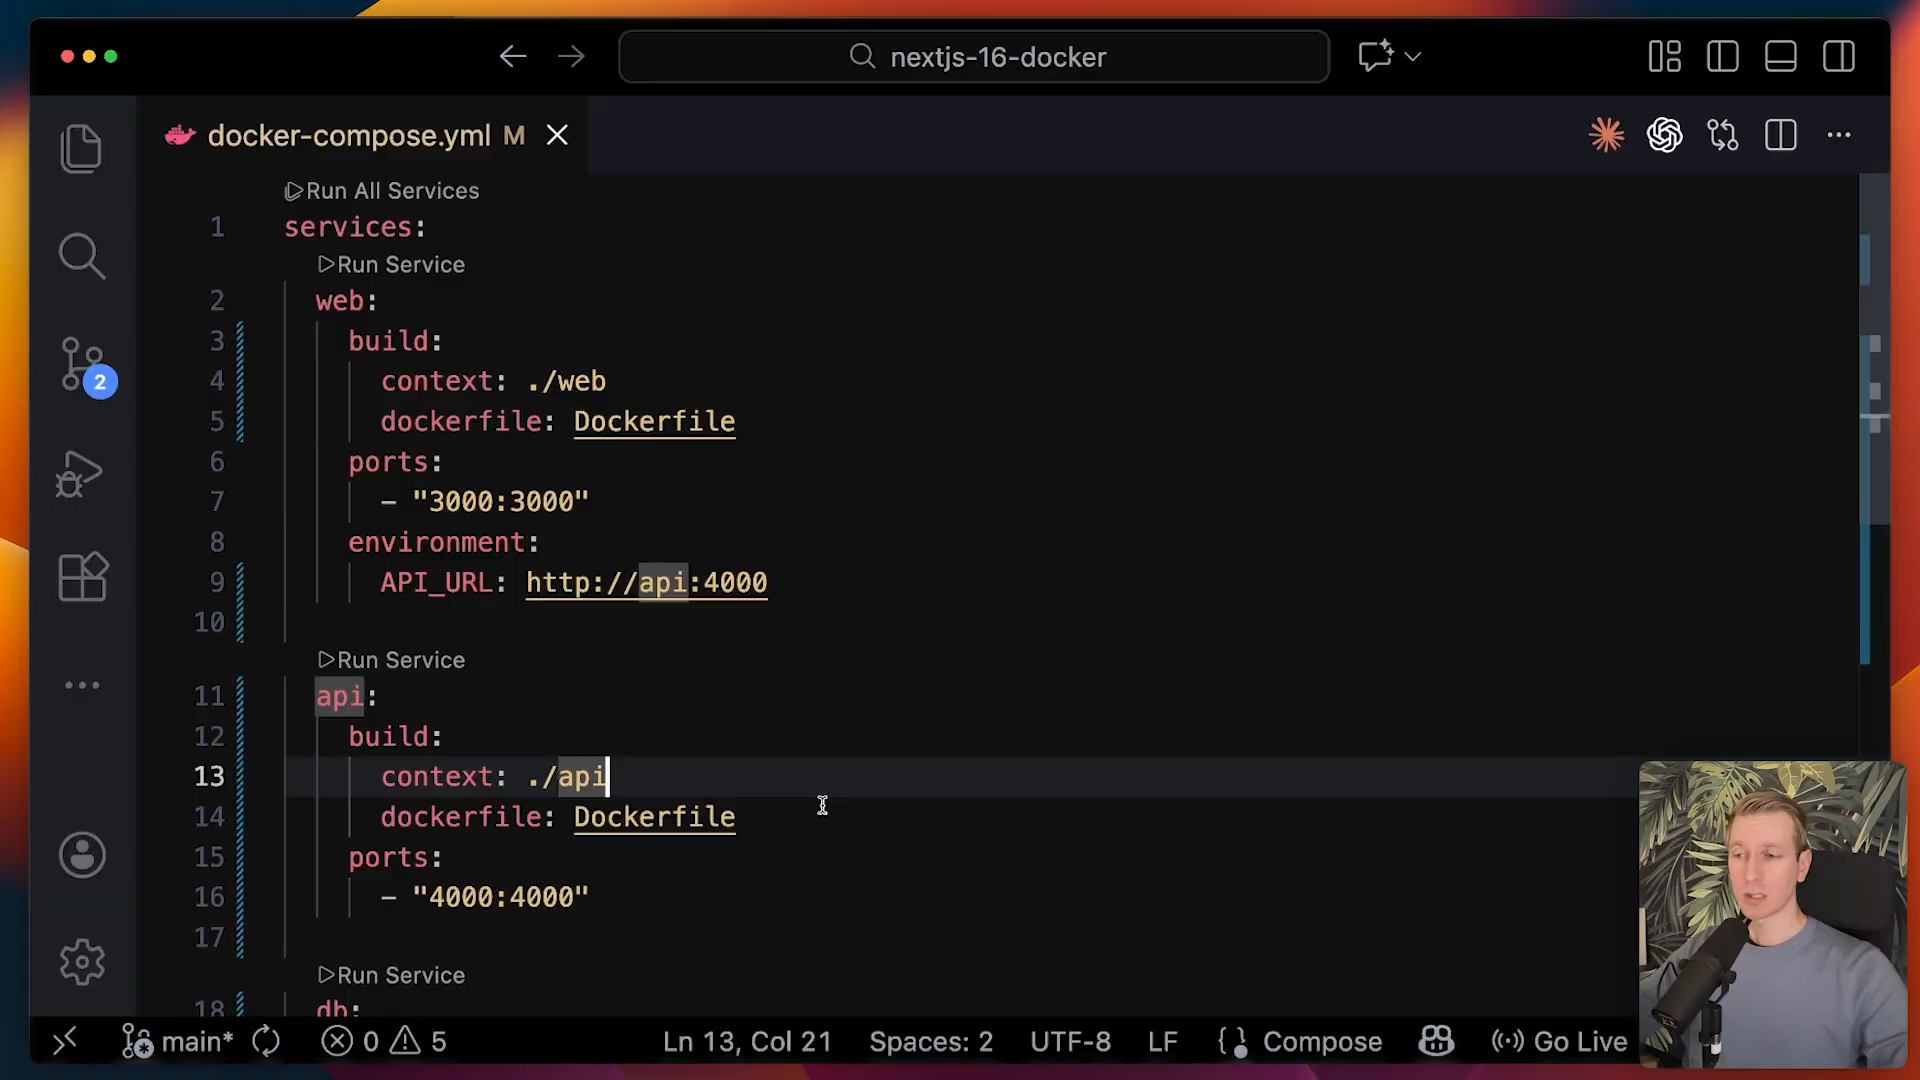 nextjs-16-docker
docker-compose.yml M
Run All Services
1 services:
Run Service
2 web:
3 build:
4 context: ./web
5 dockerfile: Dockerfile
6 ports:
7 - "3000:3000"
8 environment:
9 API_URL: http://api:4000
10
Run Service
11 api:
12 build:
13 context: ./api
14 dockerfile: Dockerfile
15 ports:
16 - "4000:4000"
17
Run Service
18 db:
2
main* 0 5 Ln 13, Col 21 Spaces: 2 UTF-8 LF Compose Go Live